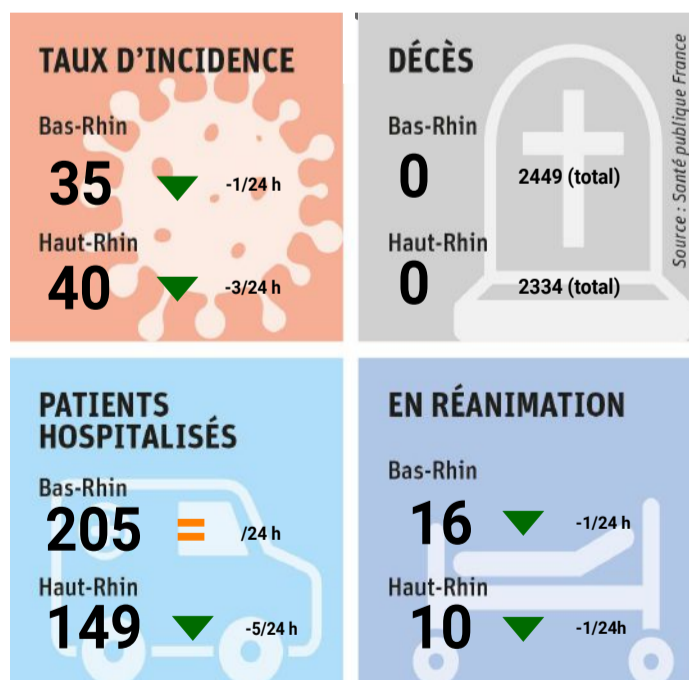 TAUX D'INCIDENCE
Bas-Rhin
35 -1/24 h
Haut-Rhin
40 -3/24 h
DÉCÈS
Bas-Rhin
0 2449 (total)
Haut-Rhin
0 2334 (total)
Source : Santé publique France
PATIENTS
HOSPITALISÉS
Bas-Rhin
205 = /24 h
Haut-Rhin
149 -5/24 h
EN RÉANIMATION
Bas-Rhin
16 -1/24 h
Haut-Rhin
10 -1/24h